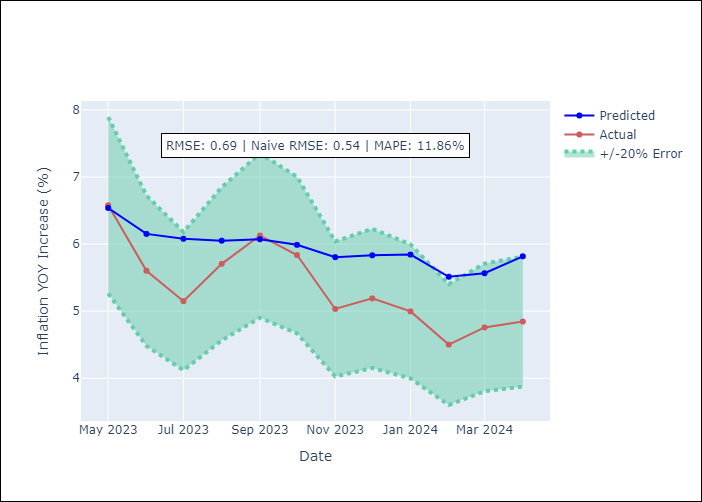 RMSE: 0.69 | Naive RMSE: 0.54 | MAPE: 11.86%
Predicted
Actual
+/-20% Error
Inflation YOY Increase (%)
8
7
6
5
4
May 2023
Jul 2023
Sep 2023
Nov 2023
Jan 2024
Mar 2024
Date